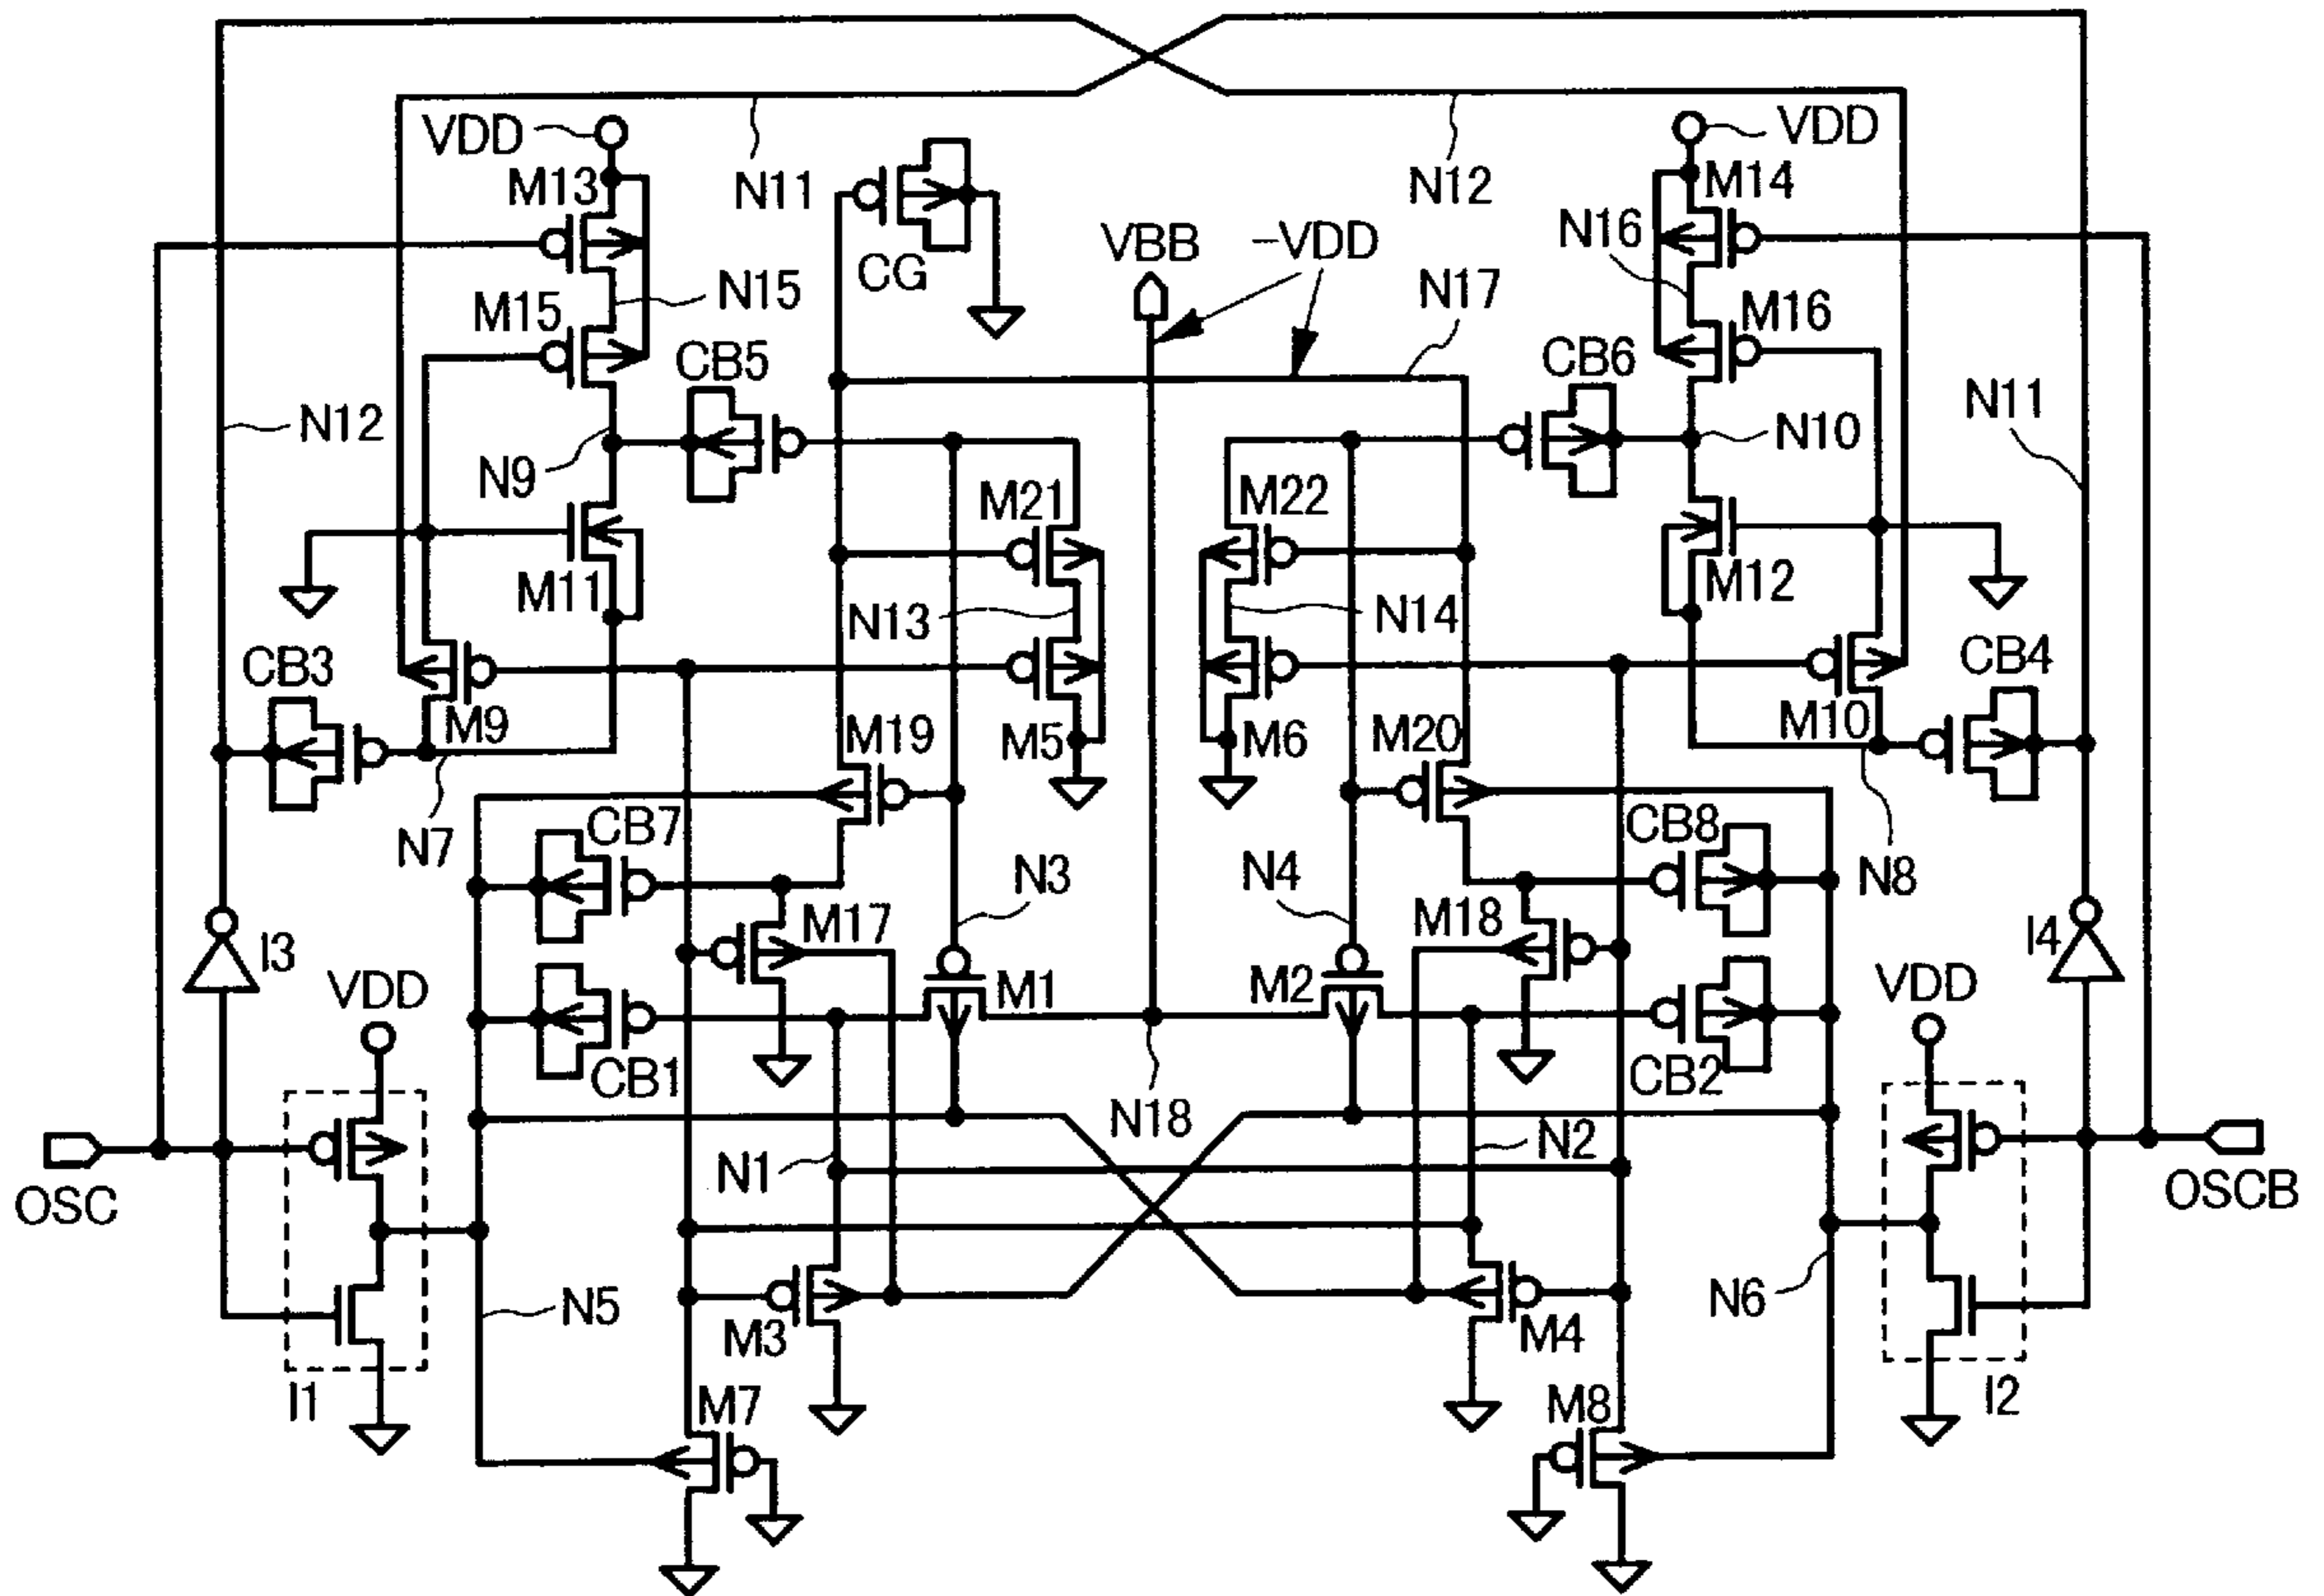 VDD
M13
N11
CG
VBB
-VDD
N12
N16
M14
VDD
N15
M15
N17
M16
CB5
CB6
N12
N9
N10
N11
M21
M22
M11
M12
N13
N14
CB3
CB4
M9
M19
M5
M6
M20
M10
N7
CB7
CB8
N8
N3
N4
I3
M17
M18
I4
VDD
M1
M2
VDD
CB1
CB2
N18
OSC
N1
N2
OSCB
N5
N6
M3
M4
I1
M7
M8
I2